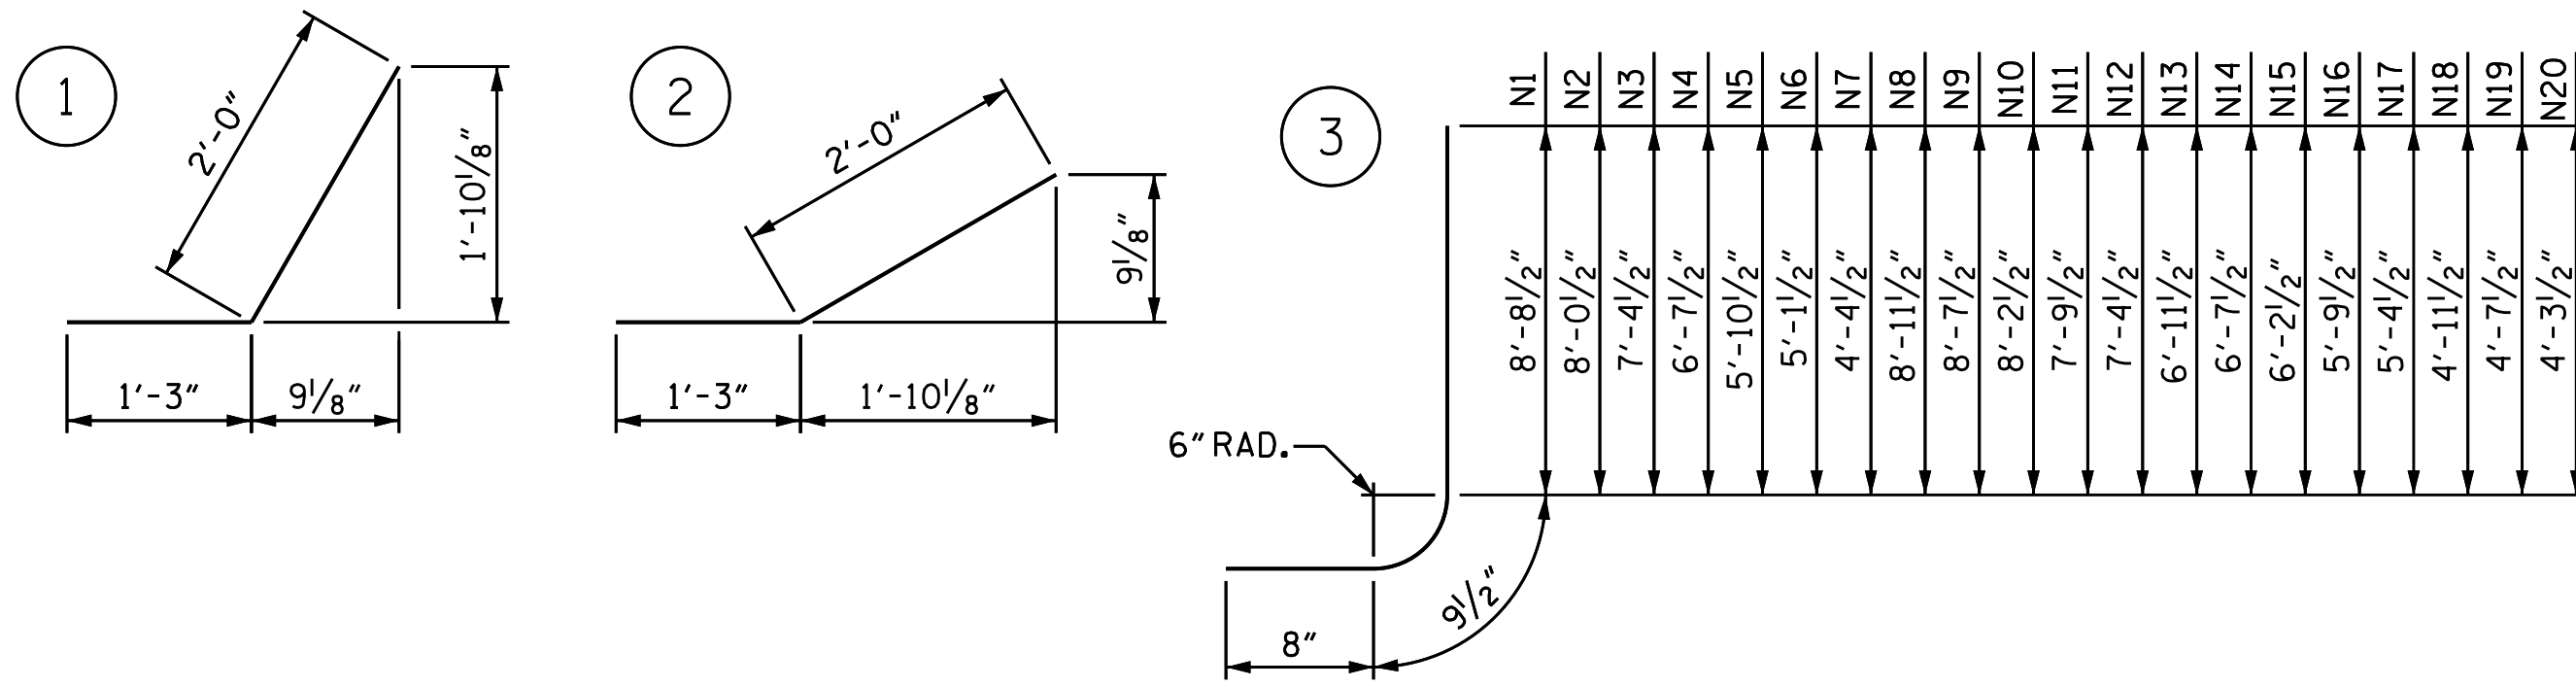 1
2'-0"
1'-10 1/8"
1'-3"
9 1/8"
2
2'-0"
9 1/8"
1'-3"
1'-10 1/8"
3
N1
N2
N3
N4
N5
N6
N7
N8
N9
N10
N11
N12
N13
N14
N15
N16
N17
N18
N19
N20
8'-8 1/2"
8'-0 1/2"
7'-4 1/2"
6'-7 1/2"
5'-10 1/2"
5'-1 1/2"
4'-4 1/2"
8'-11 1/2"
8'-7 1/2"
8'-2 1/2"
7'-9 1/2"
7'-4 1/2"
6'-11 1/2"
6'-7 1/2"
6'-2 1/2"
5'-9 1/2"
5'-4 1/2"
4'-11 1/2"
4'-7 1/2"
4'-3 1/2"
6" RAD.
9 1/2"
8"